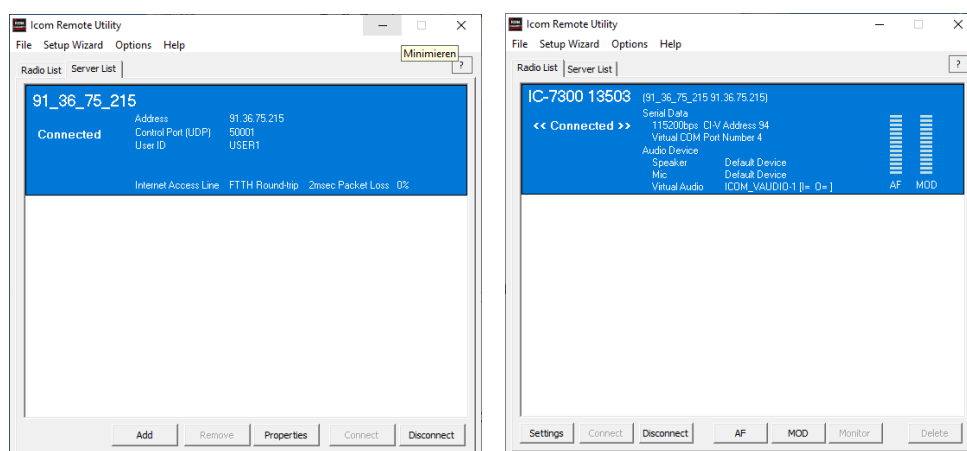 Icom Remote Utility
File Setup Wizard Options Help
Minimieren
Radio List Server List
?
91_36_75_215
Connected
Address 91.36.75.215
Control Port (UDP) 50001
User ID USER1
Internet Access Line FTTH Round-trip 2msec Packet Loss 0%
Add Remove Properties Connect Disconnect
Icom Remote Utility
File Setup Wizard Options Help
Radio List Server List
?
IC-7300 13503 (91_36_75_215 91.36.75.215)
<< Connected >>
Serial Data
115200bps CI-V Address 94
Virtual COM Port Number 4
Audio Device
Speaker Default Device
Mic Default Device
Virtual Audio ICOM_VAUDIO-1 [I= O= ]
AF MOD
Settings Connect Disconnect AF MOD Monitor Delete